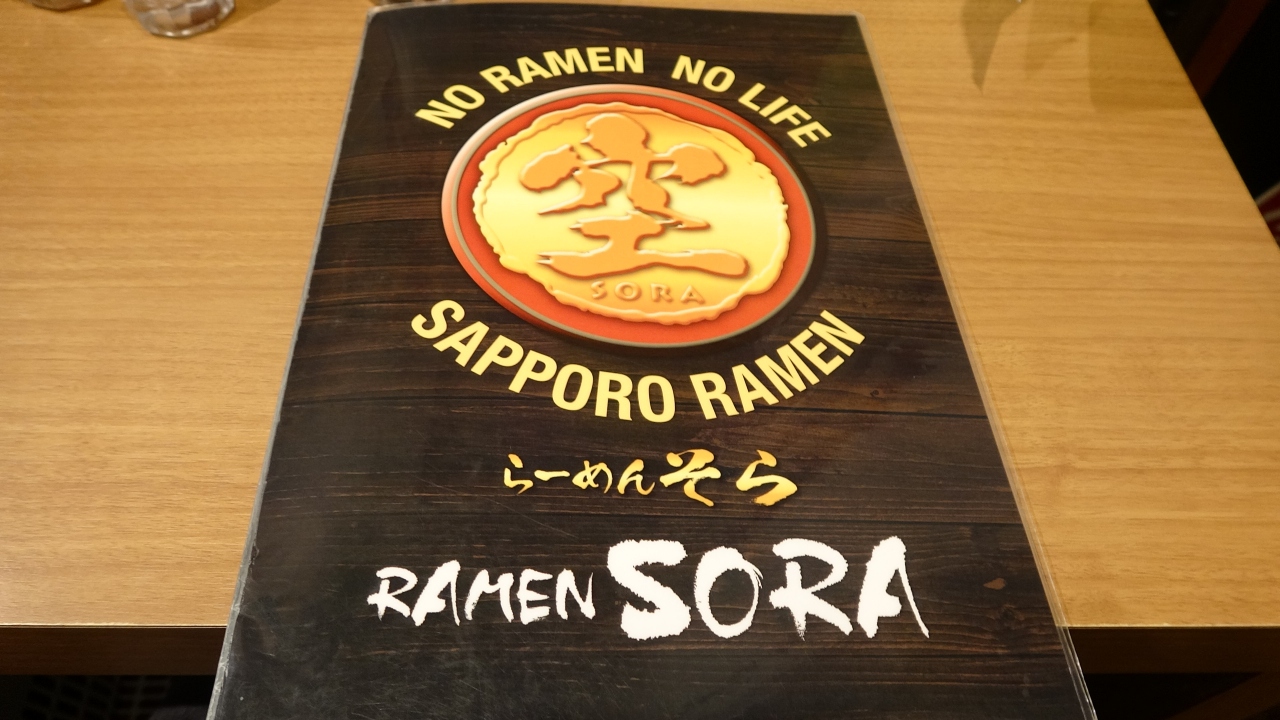 NO RAMEN NO LIFE
空
SORA
SAPPORO RAMEN
らーめんそら
RAMEN SORA